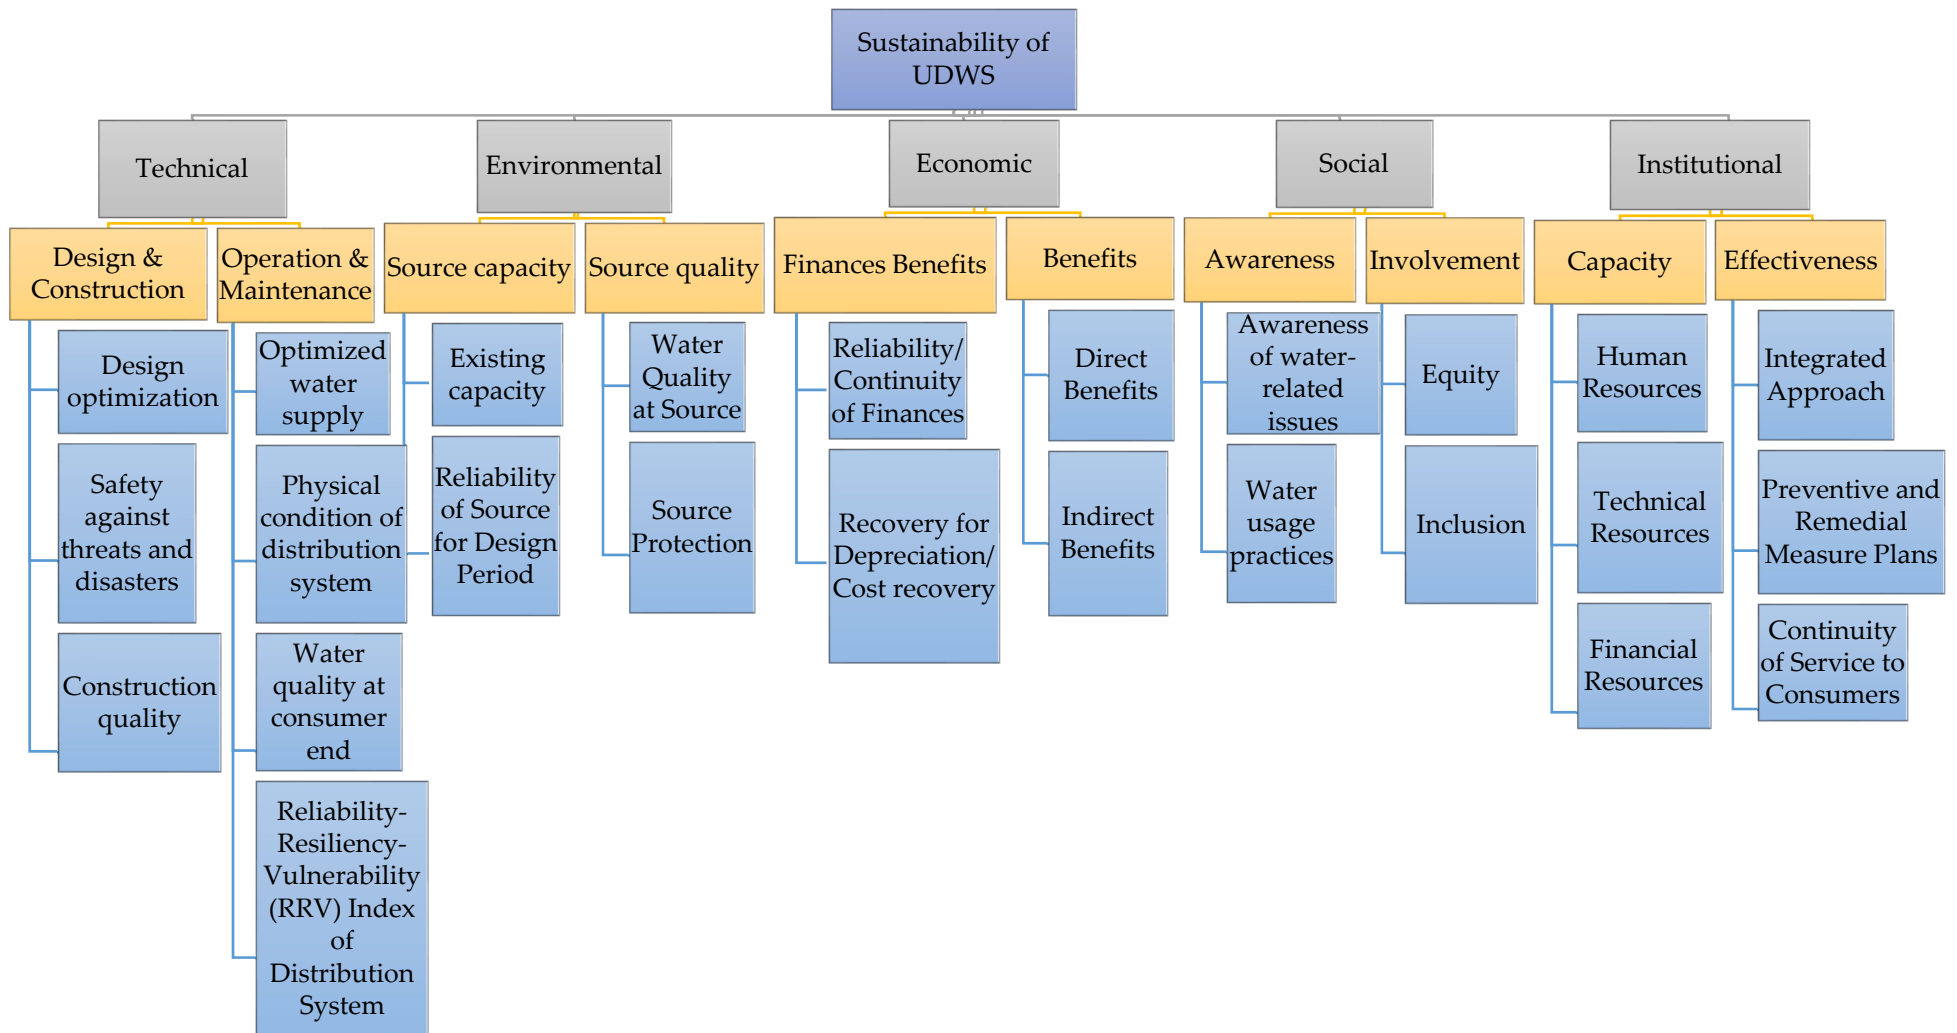 Sustainability of
UDWS
Technical
Environmental
Economic
Social
Institutional
Design &
Construction
Operation &
Maintenance
Source capacity
Source quality
Finances Benefits
Benefits
Awareness
Involvement
Capacity
Effectiveness
Design
optimization
Safety
against
threats and
disasters
Construction
quality
Optimized
water
supply
Physical
condition of
distribution
system
Water
quality at
consumer
end
Reliability-
Resiliency-
Vulnerability
(RRV) Index
of
Distribution
System
Existing
capacity
Reliability
of Source
for Design
Period
Water
Quality
at Source
Source
Protection
Reliability/
Continuity
of Finances
Recovery for
Depreciation/
Cost recovery
Direct
Benefits
Indirect
Benefits
Awareness
of water-
related
issues
Water
usage
practices
Equity
Inclusion
Human
Resources
Technical
Resources
Financial
Resources
Integrated
Approach
Preventive and
Remedial
Measure Plans
Continuity
of Service to
Consumers